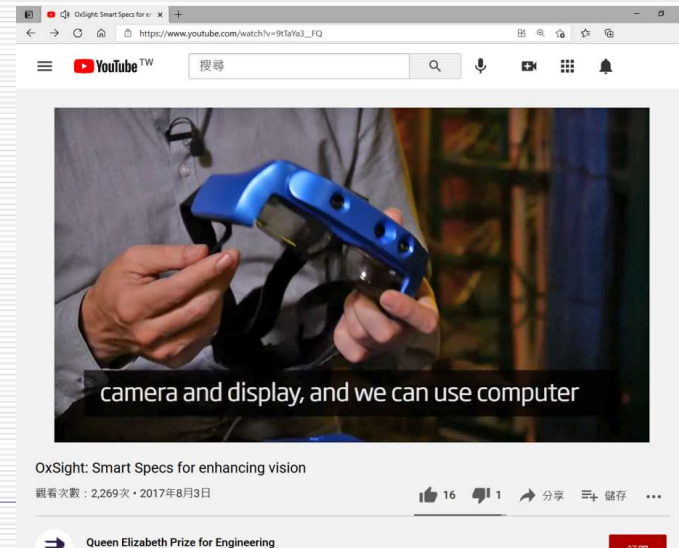 OxSight: Smart Specs for en
https://www.youtube.com/watch?v=9tTaYa3__FQ
YouTube TW
搜尋
camera and display, and we can use computer
OxSight: Smart Specs for enhancing vision
觀看次數：2,269次 • 2017年8月3日
16
1
分享
儲存
Queen Elizabeth Prize for Engineering